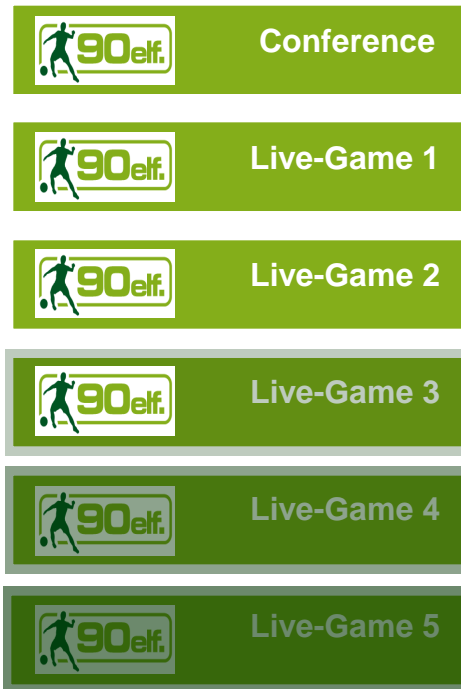 90elf.
Conference
90elf.
Live-Game 1
90elf.
Live-Game 2
90elf.
Live-Game 3
90elf.
Live-Game 4
90elf.
Live-Game 5